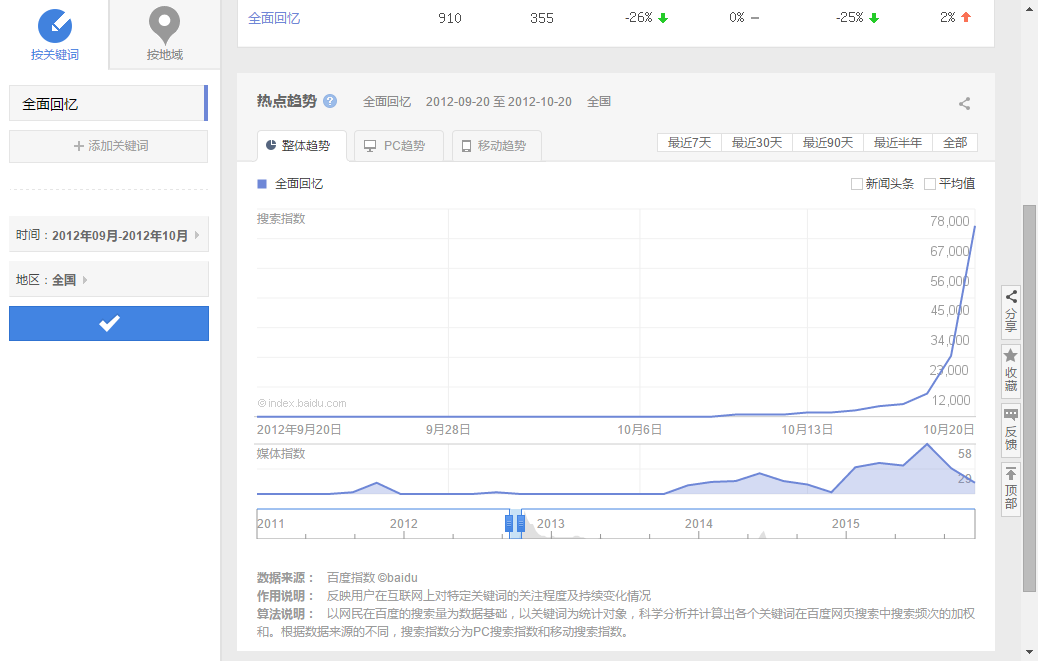 按关键词
按地域
全面回忆
添加关键词
时间：2012年09月-2012年10月
地区：全国
全面回忆 910 355 -26% 0% -25% 2%
热点趋势 ? 全面回忆 2012-09-20 至 2012-10-20 全国
整体趋势 PC趋势 移动趋势 最近7天 最近30天 最近90天 最近半年 全部
全面回忆 新闻头条 平均值
搜索指数
78,000
67,000
56,000
45,000
34,000
23,000
12,000
©index.baidu.com
2012年9月20日 9月28日 10月6日 10月13日 10月20日
媒体指数
58
29
2011 2012 2013 2014 2015
数据来源： 百度指数 ©baidu
作用说明： 反映用户在互联网上对特定关键词的关注程度及持续变化情况
算法说明： 以网民在百度的搜索量为数据基础，以关键词为统计对象，科学分析并计算出各个关键词在百度网页搜索中搜索频次的加权
和。根据数据来源的不同，搜索指数分为PC搜索指数和移动搜索指数。
分享
收藏
反馈
顶部